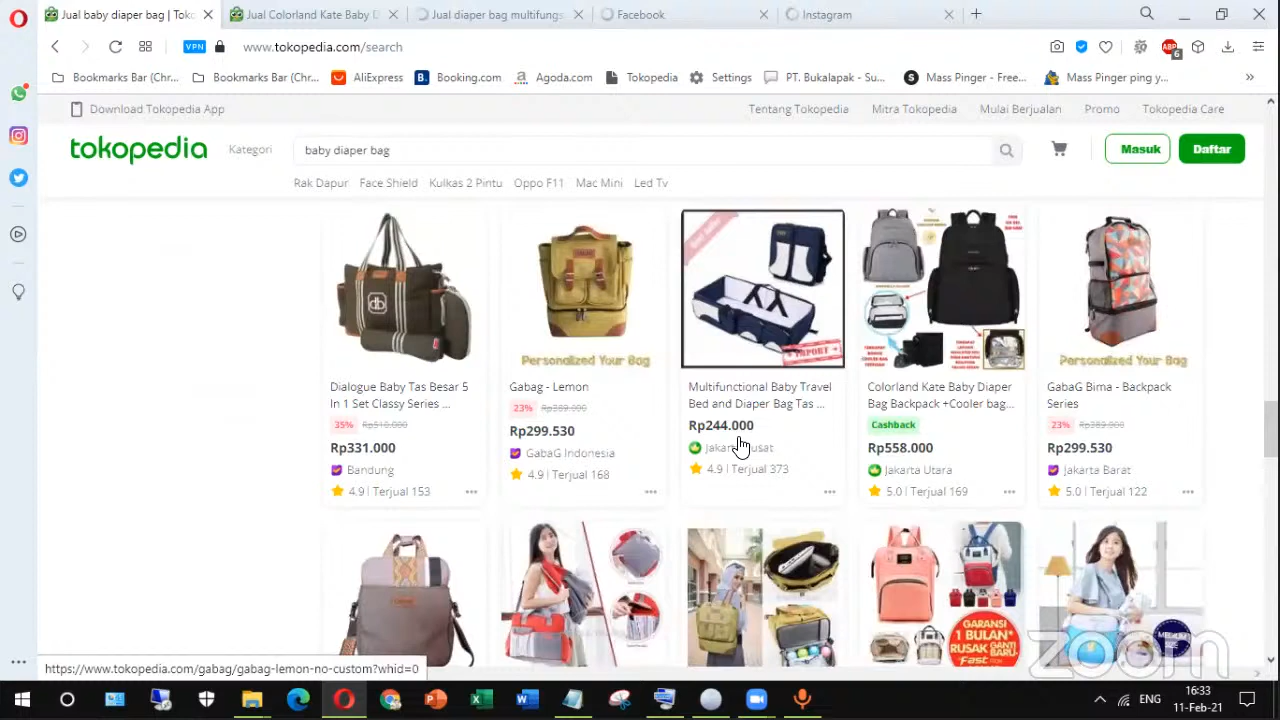 Jual baby diaper bag | Tok
Jual Colorland Kate Baby D
Jual diaper bag multifungs
Facebook
Instagram
VPN
www.tokopedia.com/search
ABP
6
Bookmarks Bar (Chr...
Bookmarks Bar (Chr...
AliExpress
B.
Booking.com
a
Agoda.com
Tokopedia
Settings
PT. Bukalapak - Su...
S
Mass Pinger - Free...
Mass Pinger ping y...
Download Tokopedia App
Tentang Tokopedia
Mitra Tokopedia
Mulai Berjualan
Promo
Tokopedia Care
tokopedia
Kategori
baby diaper bag
Masuk
Daftar
Rak Dapur
Face Shield
Kulkas 2 Pintu
Oppo F11
Mac Mini
Led Tv
Personalized Your Bag
IMPORT
Personalized Your Bag
Dialogue Baby Tas Besar 5
In 1 Set Classy Series ...
35% Rp510.000
Rp331.000
Bandung
4.9 | Terjual 153
Gabag - Lemon
23% Rp389.000
Rp299.530
GabaG Indonesia
4.9 | Terjual 168
Multifunctional Baby Travel
Bed and Diaper Bag Tas ...
Rp244.000
Jakarta Pusat
4.9 | Terjual 373
Colorland Kate Baby Diaper
Bag Backpack +Cooler bag...
Cashback
Rp558.000
Jakarta Utara
5.0 | Terjual 169
GabaG Bima - Backpack
Series
23% Rp389.000
Rp299.530
Jakarta Barat
5.0 | Terjual 122
GARANSI
1 BULAN*
RUSAK GANTI
Fast
MEDIUM
zoom
https://www.tokopedia.com/gabag/gabag-lemon-no-custom?whid=0
ENG
16:33
11-Feb-21